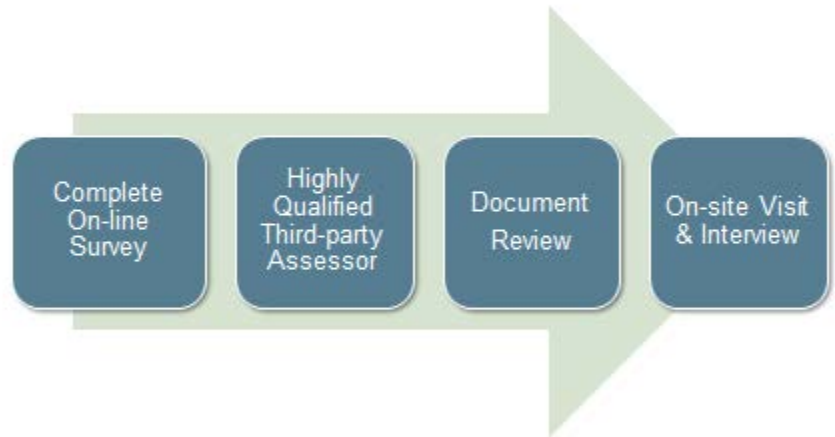 Complete
On-line
Survey
Highly
Qualified
Third-party
Assessor
Document
Review
On-site Visit
& Interview